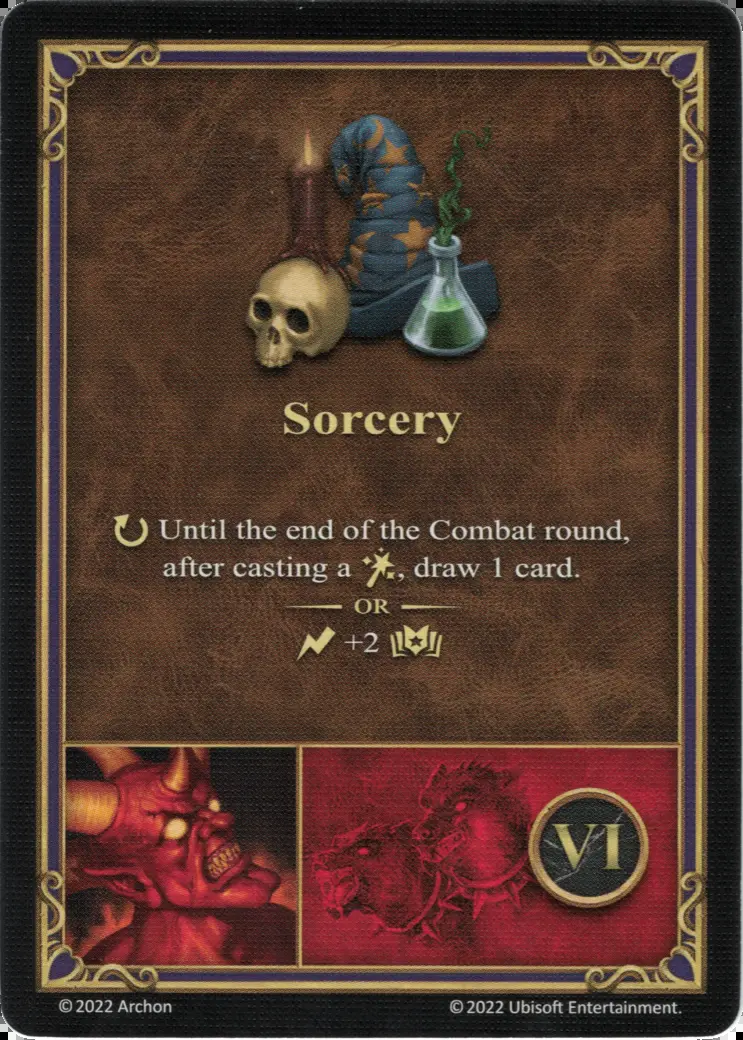 Sorcery
Until the end of the Combat round,
after casting a , draw 1 card.
OR
+2
VI
© 2022 Archon
© 2022 Ubisoft Entertainment.